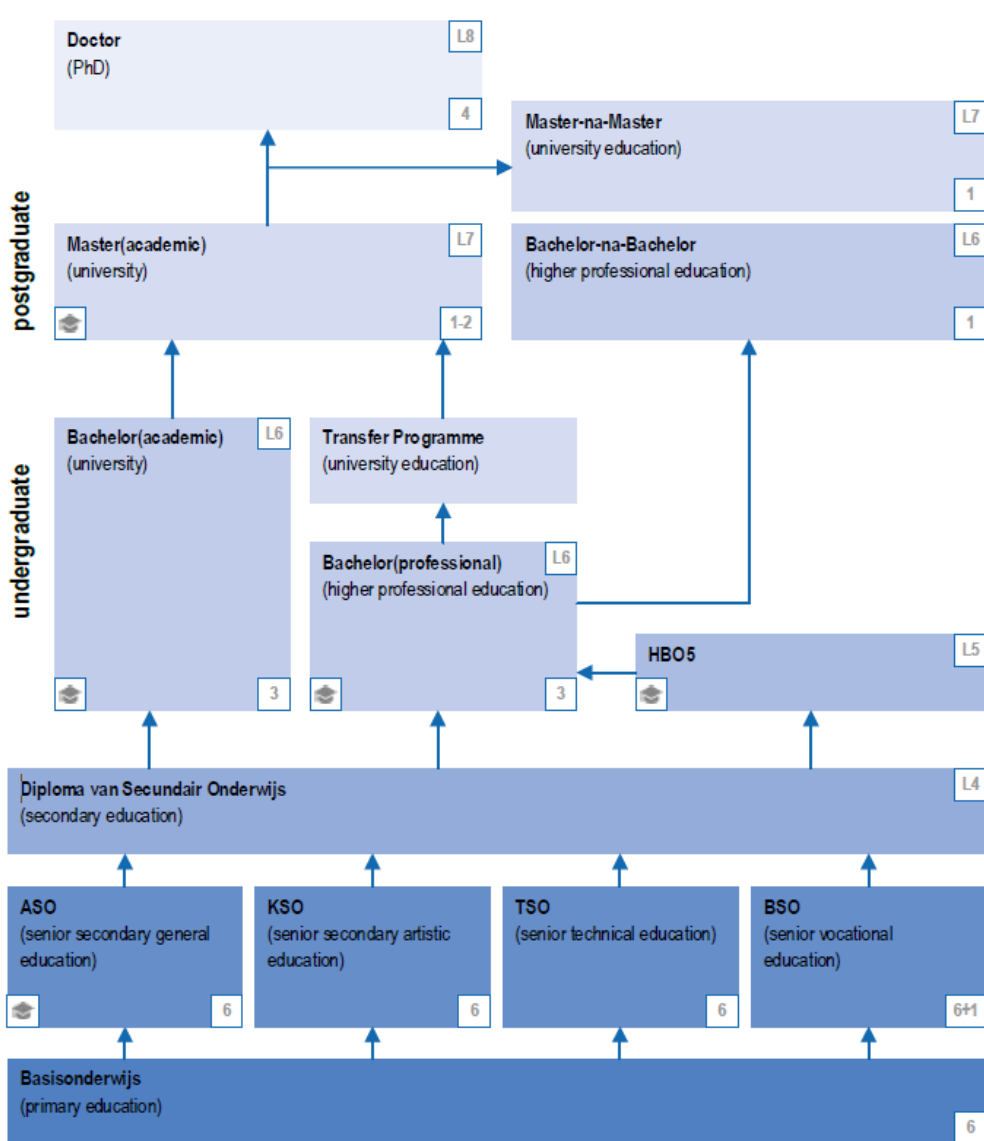 Doctor
(PhD)
L8
4
Master-na-Master
(university education)
L7
1
postgraduate
Master(academic)
(university)
L7
1-2
Bachelor-na-Bachelor
(higher professional education)
L6
1
undergraduate
Bachelor(academic)
(university)
L6
3
Transfer Programme
(university education)
Bachelor(professional)
(higher professional education)
L6
3
HBO5
L5
Diploma van Secundair Onderwijs
(secondary education)
L4
ASO
(senior secondary general
education)
6
KSO
(senior secondary artistic
education)
6
TSO
(senior technical education)
6
BSO
(senior vocational
education)
6+1
Basisonderwijs
(primary education)
6